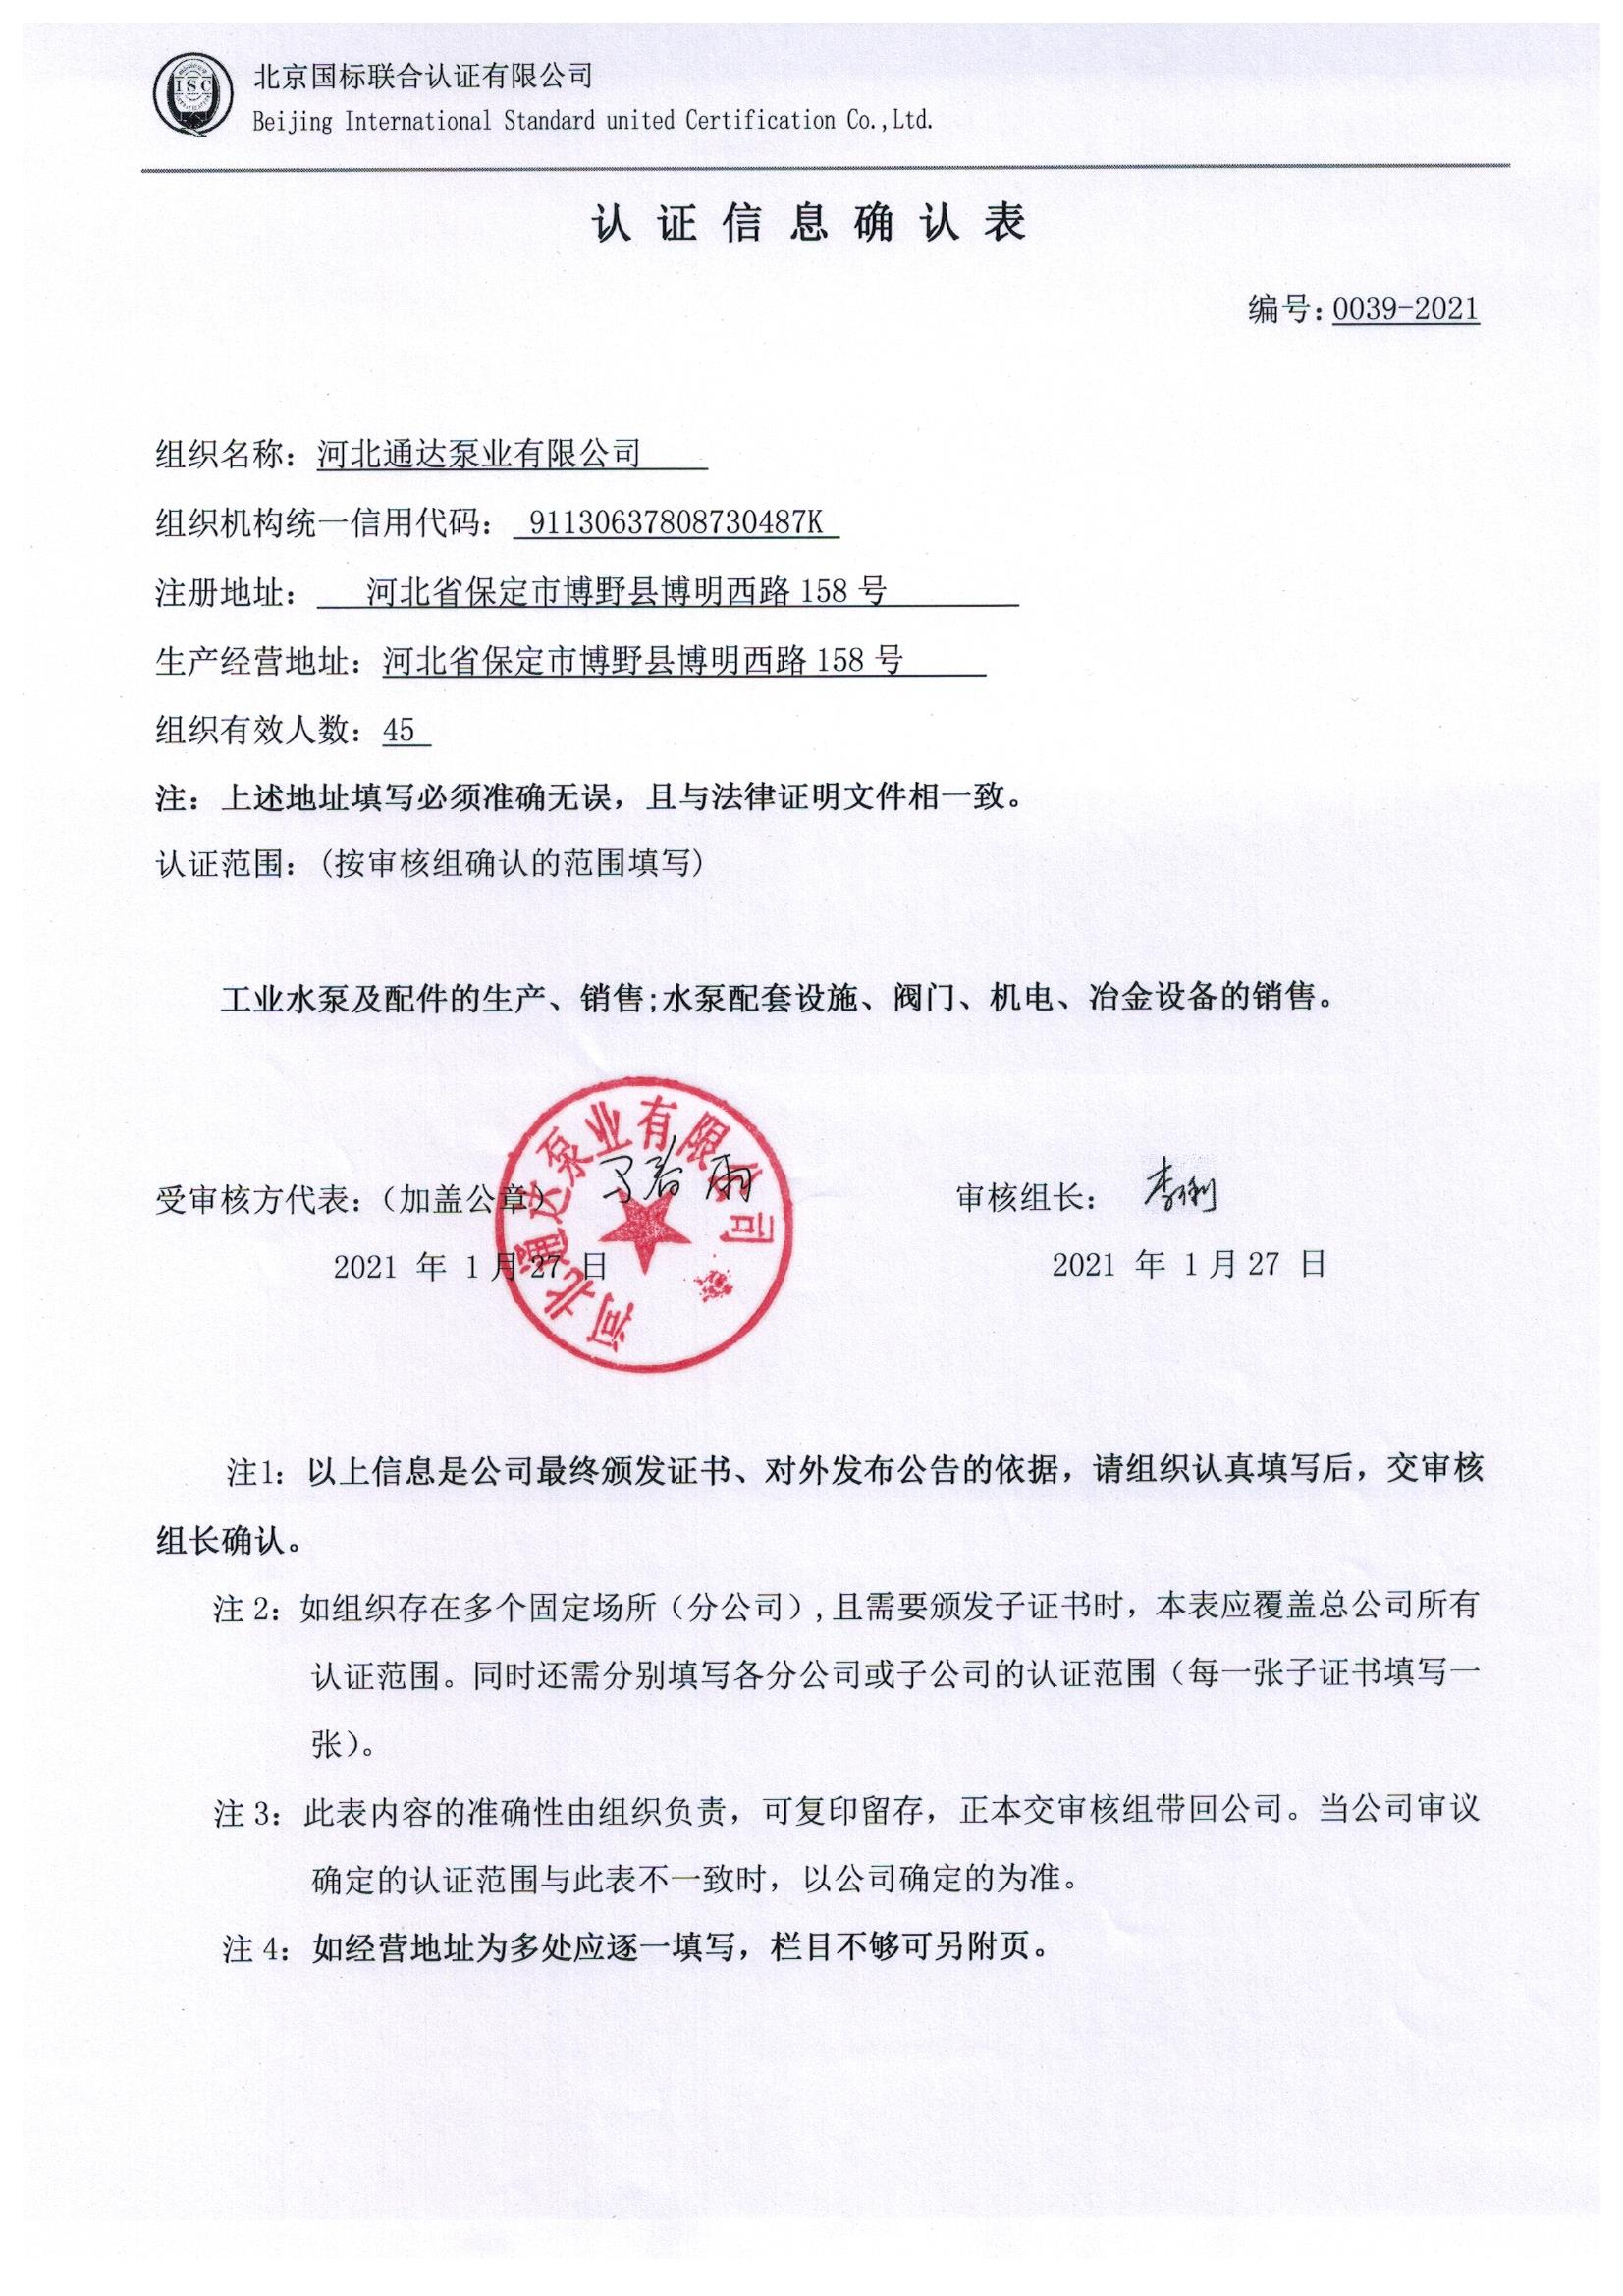 ISC
北京国标联合认证有限公司
Beijing International Standard united Certification Co.,Ltd.
认证信息确认表
编号:0039-2021
组织名称：河北通达泵业有限公司
组织机构统一信用代码： 91130637808730487K
注册地址： 河北省保定市博野县博明西路 158 号
生产经营地址：河北省保定市博野县博明西路 158 号
组织有效人数：45
注：上述地址填写必须准确无误，且与法律证明文件相一致。
认证范围：(按审核组确认的范围填写)
工业水泵及配件的生产、销售;水泵配套设施、阀门、机电、冶金设备的销售。
河北通达泵业有限公司
受审核方代表：（加盖公章）
审核组长： 李俐
2021 年 1 月 27 日
2021 年 1 月 27 日
注1：以上信息是公司最终颁发证书、对外发布公告的依据，请组织认真填写后，交审核
组长确认。
注 2：如组织存在多个固定场所（分公司）,且需要颁发子证书时，本表应覆盖总公司所有
认证范围。同时还需分别填写各分公司或子公司的认证范围（每一张子证书填写一
张）。
注 3：此表内容的准确性由组织负责，可复印留存，正本交审核组带回公司。当公司审议
确定的认证范围与此表不一致时，以公司确定的为准。
注 4：如经营地址为多处应逐一填写，栏目不够可另附页。